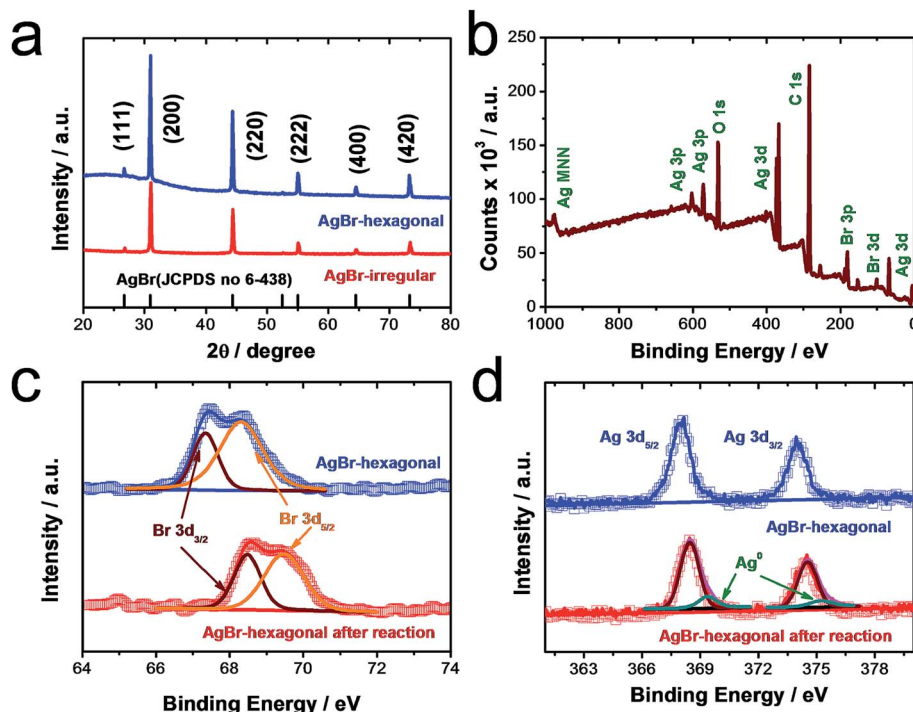 a
Intensity / a.u.
(111)
(200)
(220)
(222)
(400)
(420)
AgBr-hexagonal
AgBr-irregular
AgBr(JCPDS no 6-438)
20 30 40 50 60 70 80
2θ / degree
b
Counts x 10³ / a.u.
250
200
150
100
50
0
Ag MNN
Ag 3p
Ag 3p
O 1s
Ag 3d
C 1s
Br 3p
Br 3d
Ag 3d
1000 800 600 400 200 0
Binding Energy / eV
c
Intensity / a.u.
AgBr-hexagonal
Br 3d3/2
Br 3d5/2
AgBr-hexagonal after reaction
64 66 68 70 72 74
Binding Energy / eV
d
Intensity / a.u.
Ag 3d5/2
Ag 3d3/2
AgBr-hexagonal
Ag⁰
AgBr-hexagonal after reaction
363 366 369 372 375 378
Binding Energy / eV